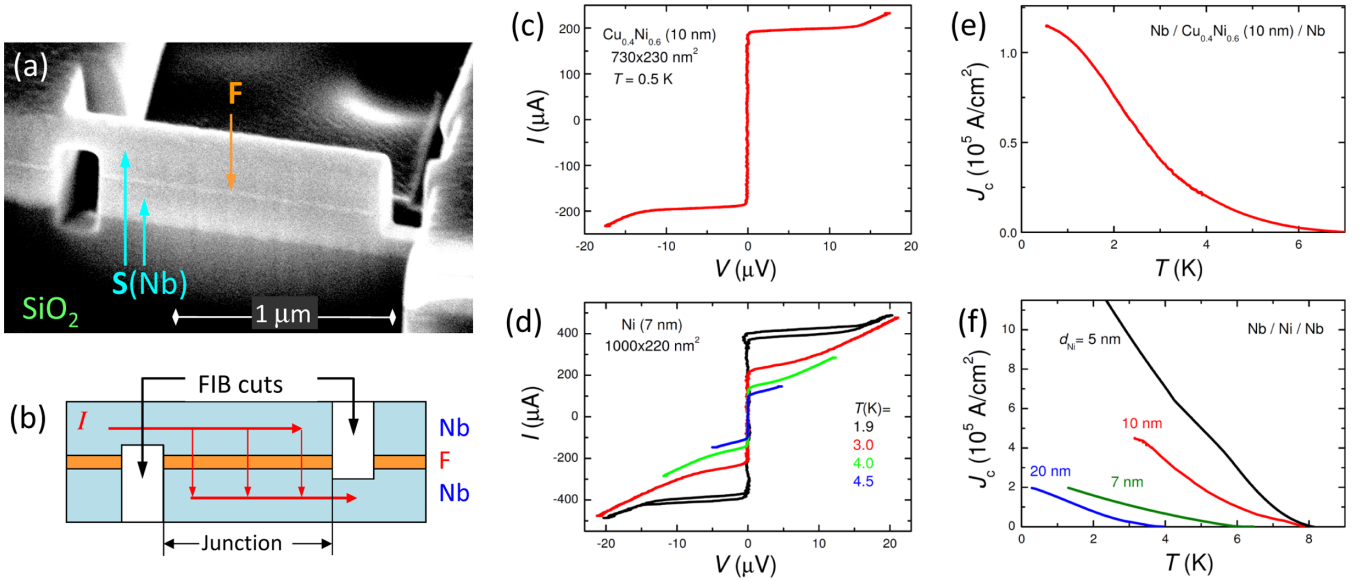 (a)
F
S(Nb)
SiO₂
1 μm
(b)
FIB cuts
I
Nb
F
Nb
Junction
(c)
Cu₀.₄Ni₀.₆ (10 nm)
730x230 nm²
T = 0.5 K
200
100
0
-100
-200
I (μA)
-20
-10
0
10
20
V (μV)
(d)
Ni (7 nm)
1000x220 nm²
T(K)=
1.9
3.0
4.0
4.5
400
200
0
-200
-400
I (μA)
-20
-10
0
10
20
V (μV)
(e)
Nb / Cu₀.₄Ni₀.₆ (10 nm) / Nb
1.0
0.5
0.0
J_c (10⁵ A/cm²)
0
2
4
6
T (K)
(f)
Nb / Ni / Nb
d_Ni= 5 nm
10 nm
7 nm
20 nm
10
8
6
4
2
0
J_c (10⁵ A/cm²)
0
2
4
6
8
T (K)